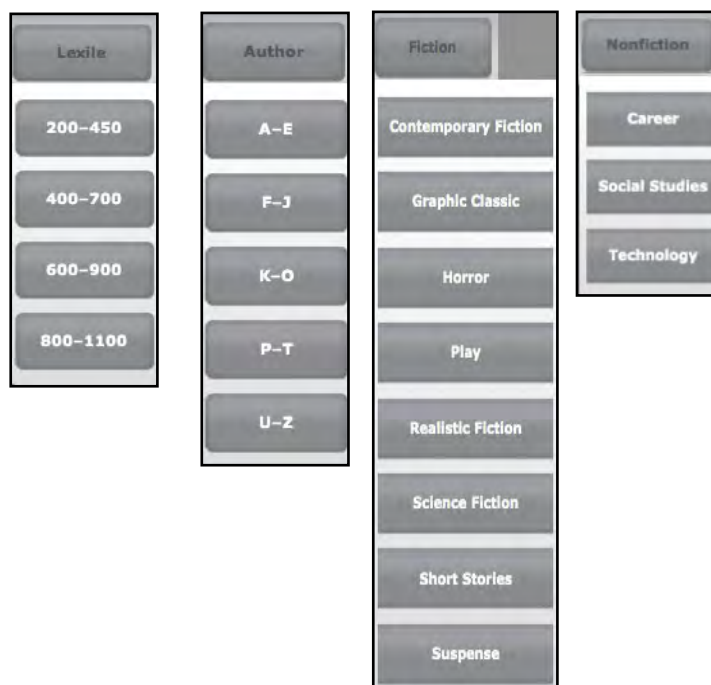 Lexile
200–450
400–700
600–900
800–1100
Author
A–E
F–J
K–O
P–T
U–Z
Fiction
Contemporary Fiction
Graphic Classic
Horror
Play
Realistic Fiction
Science Fiction
Short Stories
Suspense
Nonfiction
Career
Social Studies
Technology